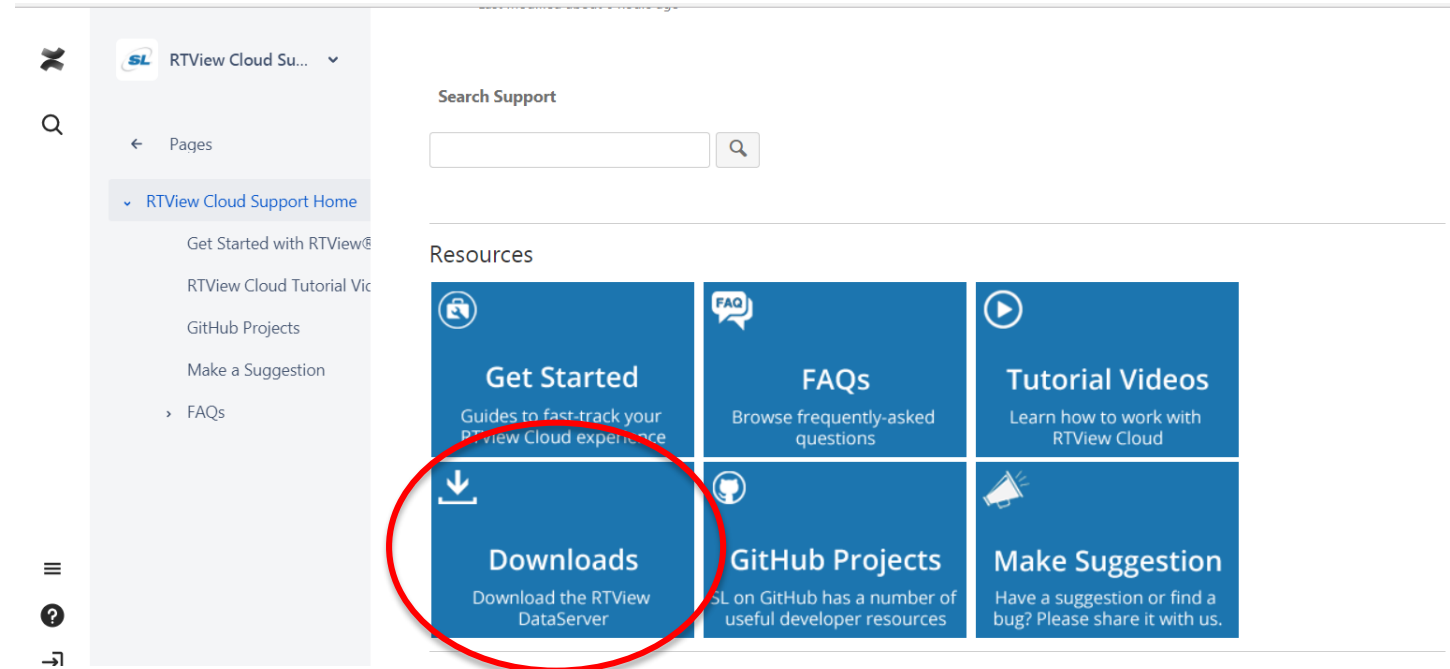 SL RTView Cloud Su...
Pages
RTView Cloud Support Home
Get Started with RTView®
RTView Cloud Tutorial Vic
GitHub Projects
Make a Suggestion
FAQs
Search Support
Resources
Get Started
Guides to fast-track your
RTView Cloud experience
FAQ
FAQs
Browse frequently-asked
questions
Tutorial Videos
Learn how to work with
RTView Cloud
Downloads
Download the RTView
DataServer
GitHub Projects
SL on GitHub has a number of
useful developer resources
Make Suggestion
Have a suggestion or find a
bug? Please share it with us.